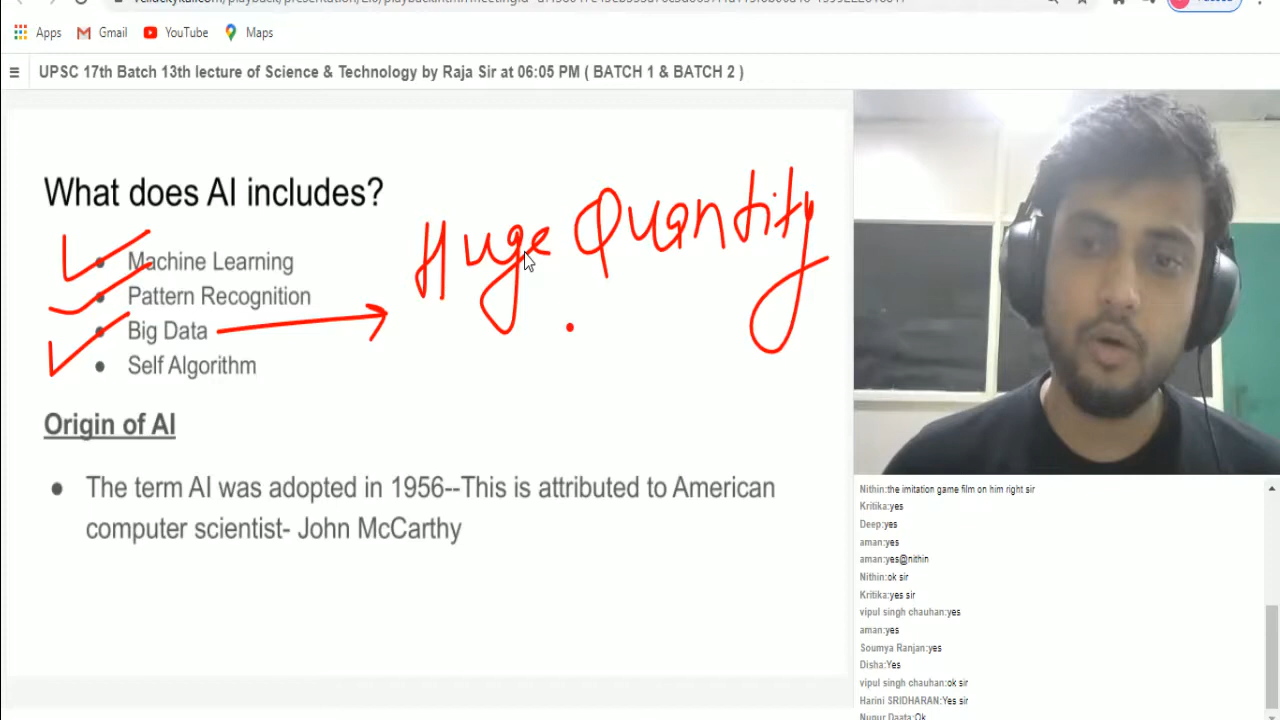 Apps Gmail YouTube Maps
UPSC 17th Batch 13th lecture of Science & Technology by Raja Sir at 06:05 PM ( BATCH 1 & BATCH 2 )
What does AI includes?
Machine Learning
Pattern Recognition
Big Data
Self Algorithm
Huge Quantity
Origin of AI
The term AI was adopted in 1956--This is attributed to American
computer scientist- John McCarthy
Nithin:the imitation game film on him right sir
Kritika:yes
Deep:yes
aman:yes
aman:yes@nithin
Nithin:ok sir
Kritika:yes sir
vipul singh chauhan:yes
aman:yes
Soumya Ranjan:yes
Disha:Yes
vipul singh chauhan:ok sir
Harini SRIDHARAN:Yes sir
Nupur Daata:Ok